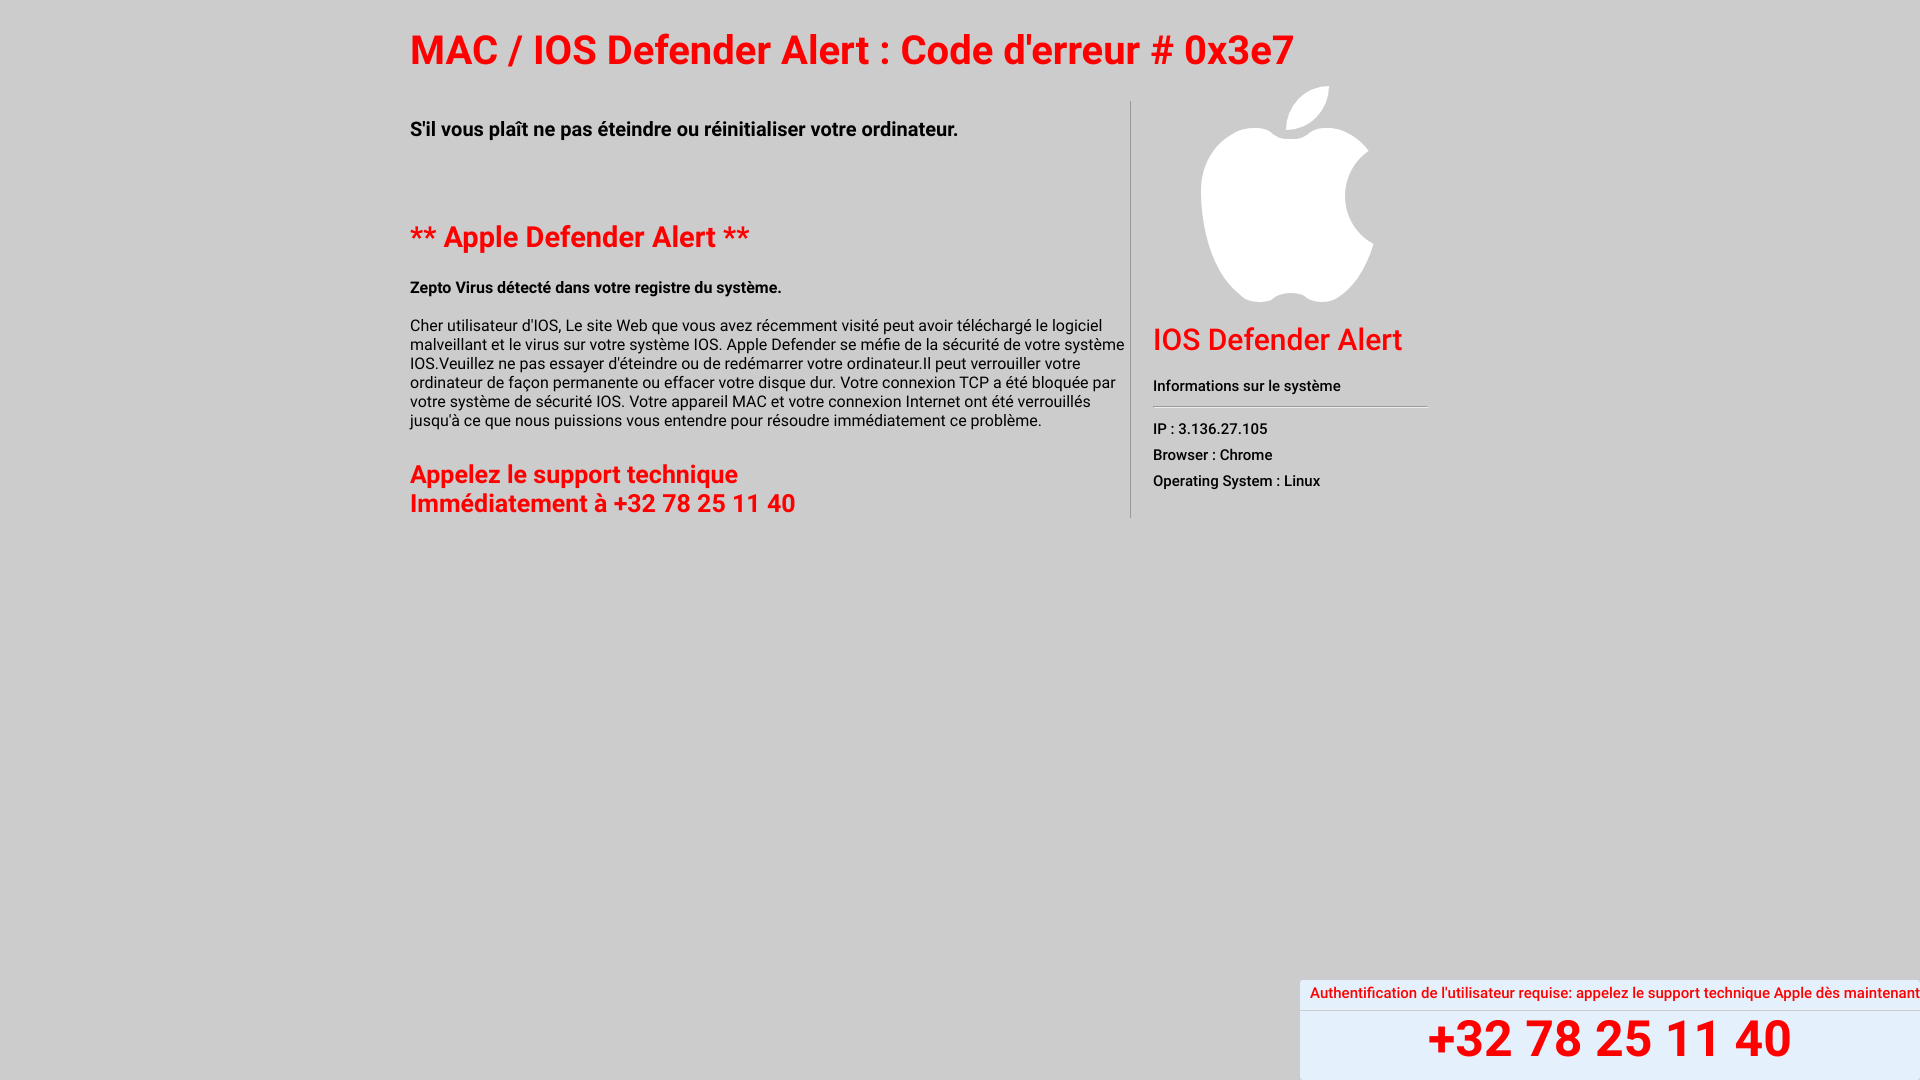 MAC / IOS Defender Alert : Code d'erreur # 0x3e7
S'il vous plaît ne pas éteindre ou réinitialiser votre ordinateur.
** Apple Defender Alert **
Zepto Virus détecté dans votre registre du système.
Cher utilisateur d'IOS, Le site Web que vous avez récemment visité peut avoir téléchargé le logiciel
malveillant et le virus sur votre système IOS. Apple Defender se méfie de la sécurité de votre système
IOS.Veuillez ne pas essayer d'éteindre ou de redémarrer votre ordinateur.Il peut verrouiller votre
ordinateur de façon permanente ou effacer votre disque dur. Votre connexion TCP a été bloquée par
votre système de sécurité IOS. Votre appareil MAC et votre connexion Internet ont été verrouillés
jusqu'à ce que nous puissions vous entendre pour résoudre immédiatement ce problème.
Appelez le support technique
Immédiatement à +32 78 25 11 40
IOS Defender Alert
Informations sur le système
IP : 3.136.27.105
Browser : Chrome
Operating System : Linux
Authentification de l'utilisateur requise: appelez le support technique Apple dès maintenant
+32 78 25 11 40